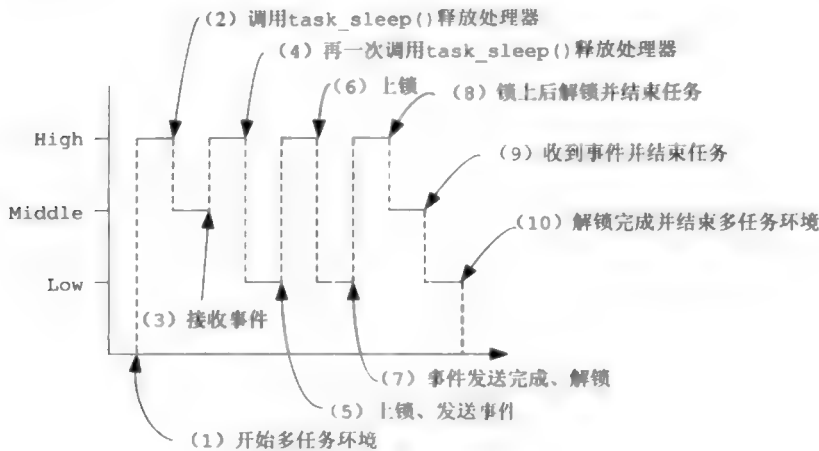 (2) 调用task_sleep()释放处理器
(4) 再一次调用task_sleep()释放处理器
(6) 上锁
(8) 锁上后解锁并结束任务
High
(9) 收到事件并结束任务
Middle
(10) 解锁完成并结束多任务环境
Low
(3) 接收事件
(7) 事件发送完成、解锁
(5) 上锁、发送事件
(1) 开始多任务环境